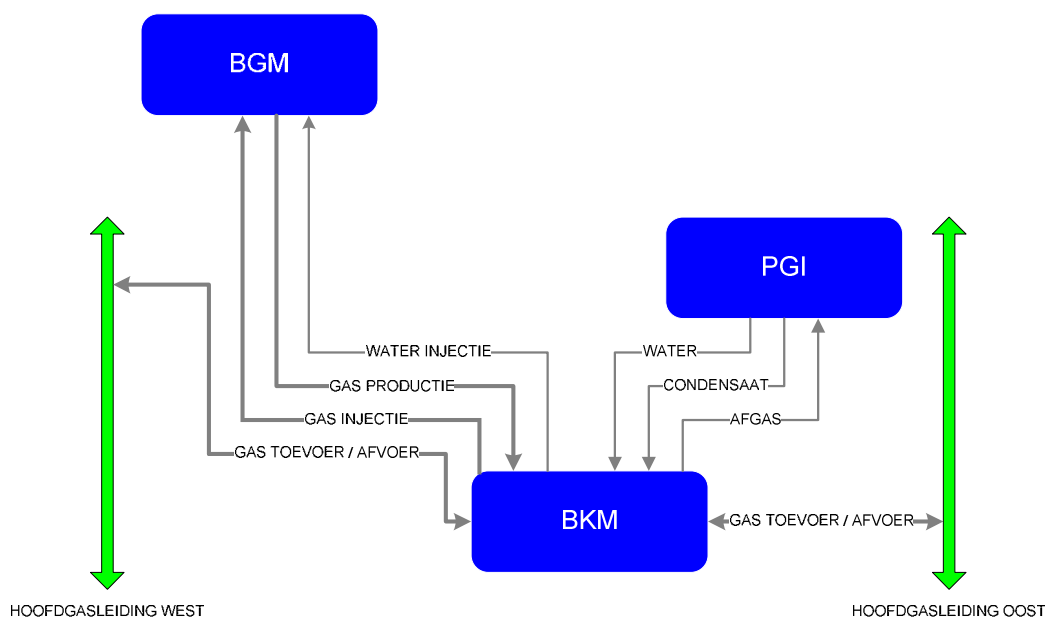 BGM
PGI
WATER INJECTIE
WATER
GAS PRODUCTIE
CONDENSAAT
GAS INJECTIE
AFGAS
GAS TOEVOER / AFVOER
BKM
GAS TOEVOER / AFVOER
HOOFDGASLEIDING WEST
HOOFDGASLEIDING OOST